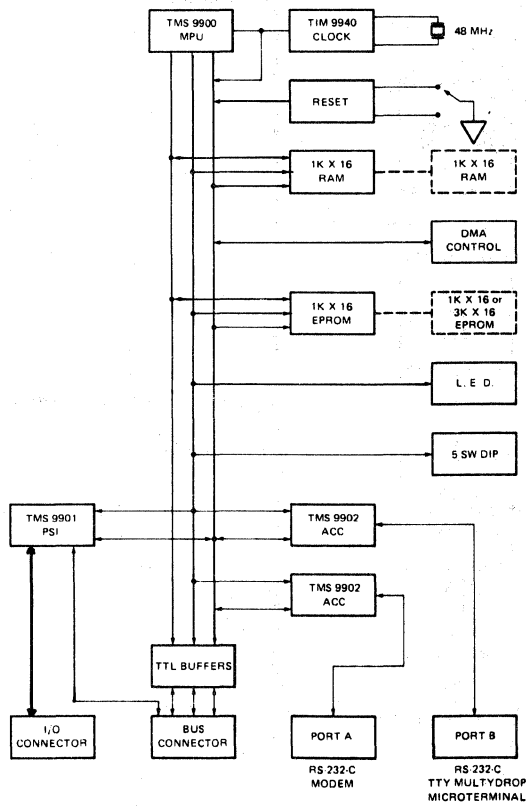 TMS 9900
MPU
TIM 9940
CLOCK
48 MHz
RESET
1K X 16
RAM
1K X 16
RAM
DMA
CONTROL
1K X 16
EPROM
1K X 16 or
3K X 16
EPROM
L. E. D.
5 SW DIP
TMS 9901
PSI
TMS 9902
ACC
TMS 9902
ACC
TTL BUFFERS
I/O
CONNECTOR
BUS
CONNECTOR
PORT A
PORT B
RS-232-C
MODEM
RS-232-C
TTY MULTYDROP
MICROTERMINAL